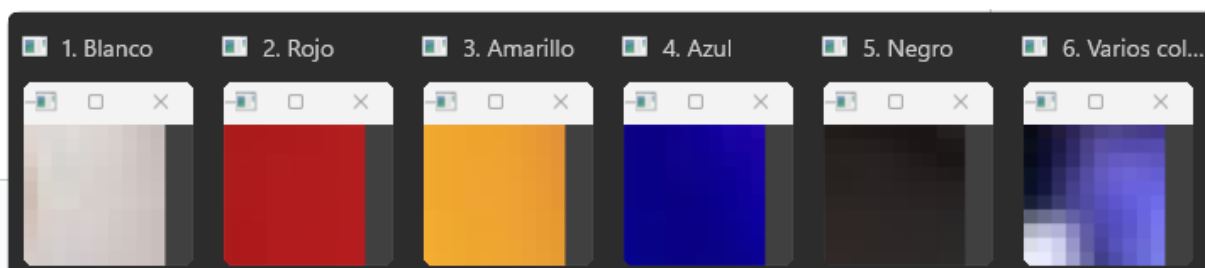 1. Blanco
2. Rojo
3. Amarillo
4. Azul
5. Negro
6. Varios col...